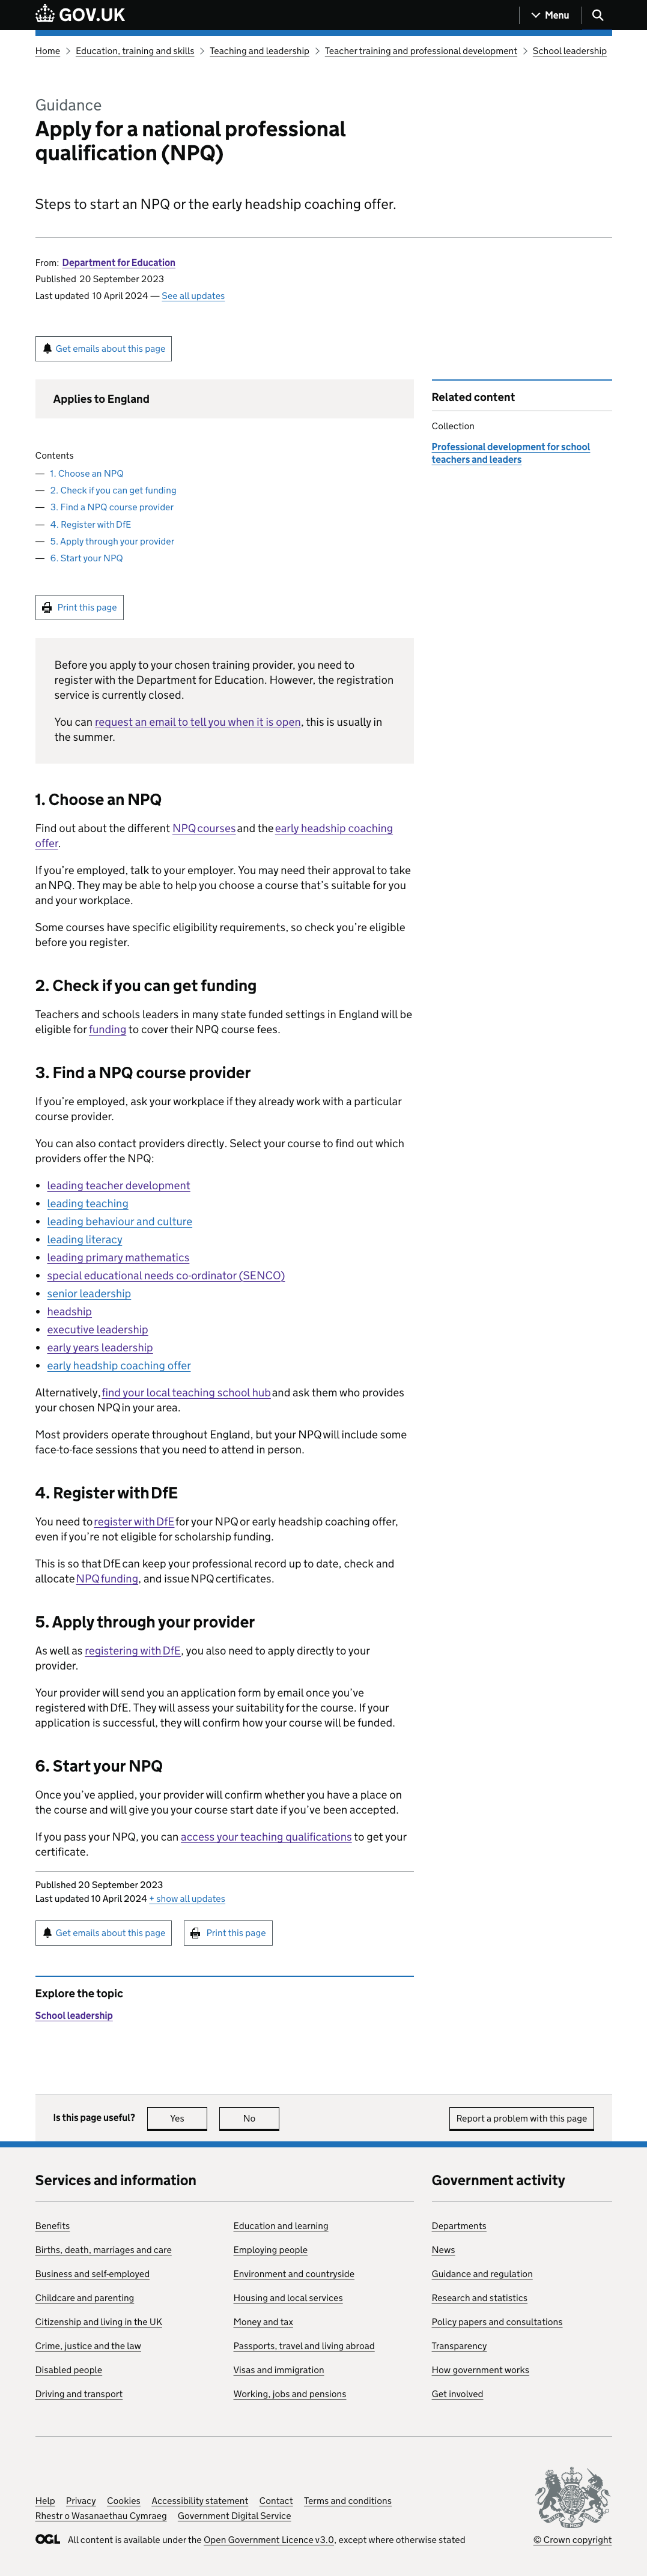 GOV.UK
Menu
Home > Education, training and skills > Teaching and leadership > Teacher training and professional development > School leadership
Guidance
Apply for a national professional
qualification (NPQ)
Steps to start an NPQ or the early headship coaching offer.
From: Department for Education
Published 20 September 2023
Last updated 10 April 2024 — See all updates
Get emails about this page
Applies to England
Related content
Collection
Professional development for school
teachers and leaders
Contents
— 1. Choose an NPQ
— 2. Check if you can get funding
— 3. Find a NPQ course provider
— 4. Register with DfE
— 5. Apply through your provider
— 6. Start your NPQ
Print this page
Before you apply to your chosen training provider, you need to
register with the Department for Education. However, the registration
service is currently closed.
You can request an email to tell you when it is open, this is usually in
the summer.
1. Choose an NPQ
Find out about the different NPQ courses and the early headship coaching
offer.
If you’re employed, talk to your employer. You may need their approval to take
an NPQ. They may be able to help you choose a course that’s suitable for you
and your workplace.
Some courses have specific eligibility requirements, so check you’re eligible
before you register.
2. Check if you can get funding
Teachers and schools leaders in many state funded settings in England will be
eligible for funding to cover their NPQ course fees.
3. Find a NPQ course provider
If you’re employed, ask your workplace if they already work with a particular
course provider.
You can also contact providers directly. Select your course to find out which
providers offer the NPQ:
• leading teacher development
• leading teaching
• leading behaviour and culture
• leading literacy
• leading primary mathematics
• special educational needs co-ordinator (SENCO)
• senior leadership
• headship
• executive leadership
• early years leadership
• early headship coaching offer
Alternatively, find your local teaching school hub and ask them who provides
your chosen NPQ in your area.
Most providers operate throughout England, but your NPQ will include some
face-to-face sessions that you need to attend in person.
4. Register with DfE
You need to register with DfE for your NPQ or early headship coaching offer,
even if you’re not eligible for scholarship funding.
This is so that DfE can keep your professional record up to date, check and
allocate NPQ funding, and issue NPQ certificates.
5. Apply through your provider
As well as registering with DfE, you also need to apply directly to your
provider.
Your provider will send you an application form by email once you’ve
registered with DfE. They will assess your suitability for the course. If your
application is successful, they will confirm how your course will be funded.
6. Start your NPQ
Once you’ve applied, your provider will confirm whether you have a place on
the course and will give you your course start date if you’ve been accepted.
If you pass your NPQ, you can access your teaching qualifications to get your
certificate.
Published 20 September 2023
Last updated 10 April 2024 + show all updates
Get emails about this page
Print this page
Explore the topic
School leadership
Is this page useful? Yes No Report a problem with this page
Services and information
Benefits
Births, death, marriages and care
Business and self-employed
Childcare and parenting
Citizenship and living in the UK
Crime, justice and the law
Disabled people
Driving and transport
Education and learning
Employing people
Environment and countryside
Housing and local services
Money and tax
Passports, travel and living abroad
Visas and immigration
Working, jobs and pensions
Government activity
Departments
News
Guidance and regulation
Research and statistics
Policy papers and consultations
Transparency
How government works
Get involved
Help Privacy Cookies Accessibility statement Contact Terms and conditions
Rhestr o Wasanaethau Cymraeg Government Digital Service
OGL All content is available under the Open Government Licence v3.0, except where otherwise stated
© Crown copyright